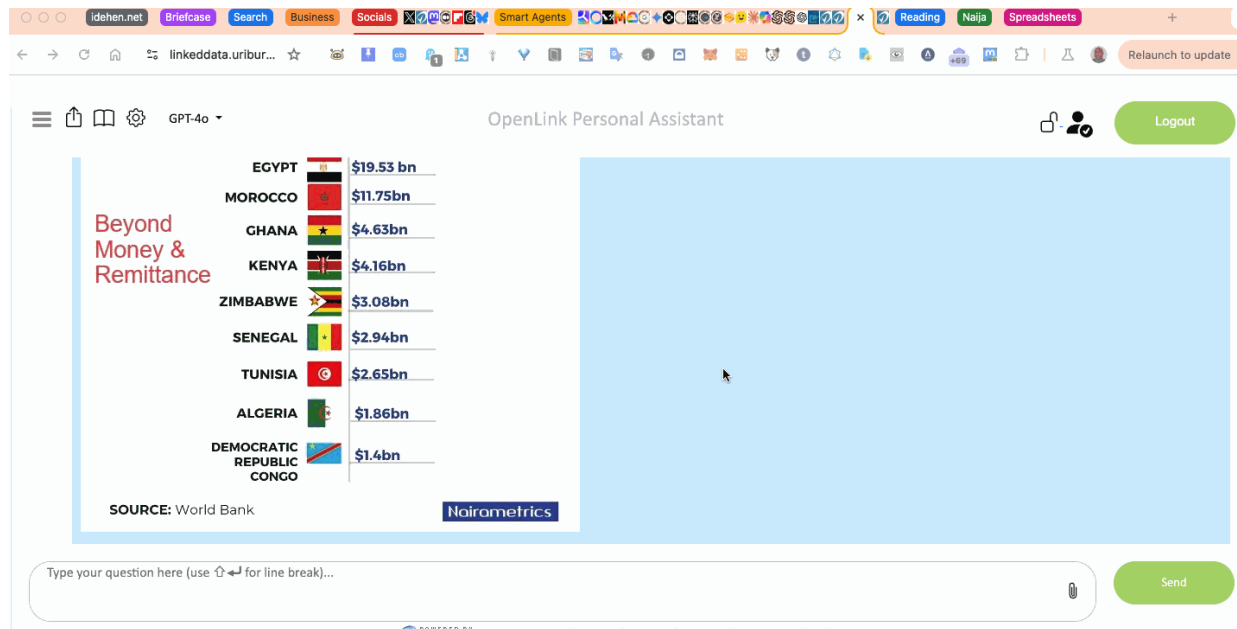 idehen.net Briefcase Search Business Socials Smart Agents Reading Naija Spreadsheets
linkeddata.uribur... Relaunch to update
GPT-4o OpenLink Personal Assistant Logout
EGYPT $19.53 bn
MOROCCO $11.75bn
Beyond
Money &
Remittance
GHANA $4.63bn
KENYA $4.16bn
ZIMBABWE $3.08bn
SENEGAL $2.94bn
TUNISIA $2.65bn
ALGERIA $1.86bn
DEMOCRATIC
REPUBLIC
CONGO
$1.4bn
SOURCE: World Bank
Nairametrics
Type your question here (use ⇧↵ for line break)...
Send